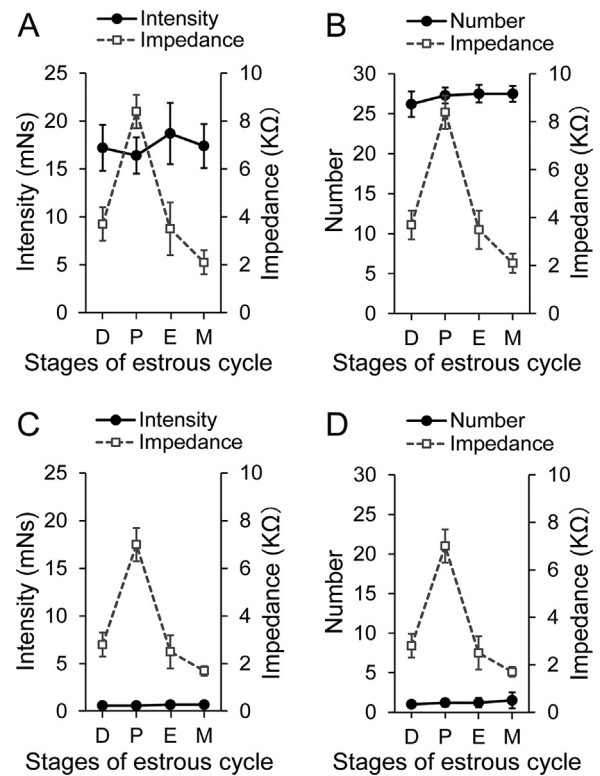 A
Intensity
Impedance
25
20
15
10
5
0
Intensity (mNs)
10
8
6
4
2
0
Impedance (KΩ)
D P E M
Stages of estrous cycle
B
Number
Impedance
30
25
20
15
10
5
0
Number
10
8
6
4
2
0
Impedance (KΩ)
D P E M
Stages of estrous cycle
C
Intensity
Impedance
25
20
15
10
5
0
Intensity (mNs)
10
8
6
4
2
0
Impedance (KΩ)
D P E M
Stages of estrous cycle
D
Number
Impedance
30
25
20
15
10
5
0
Number
10
8
6
4
2
0
Impedance (KΩ)
D P E M
Stages of estrous cycle